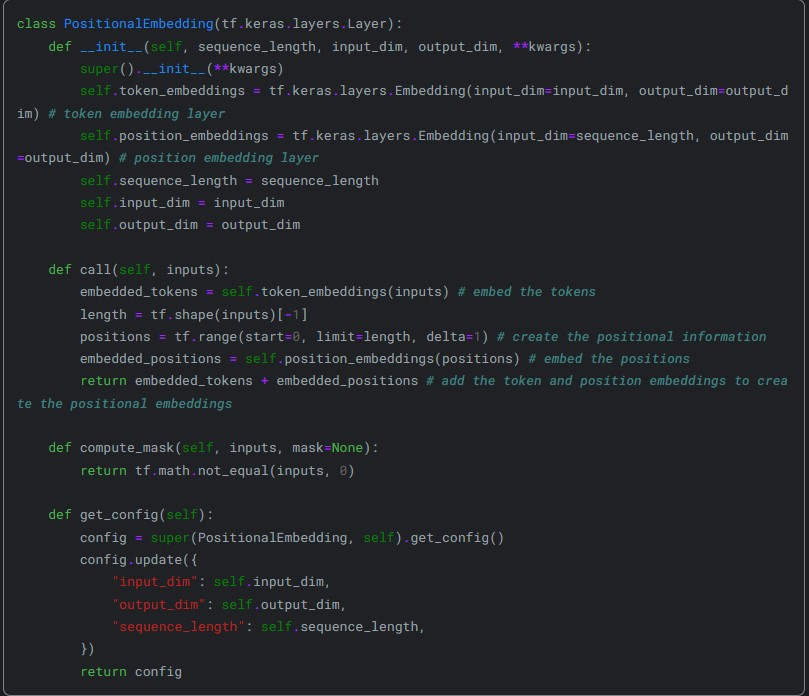 class PositionalEmbedding(tf.keras.layers.Layer):
    def __init__(self, sequence_length, input_dim, output_dim, **kwargs):
        super().__init__(**kwargs)
        self.token_embeddings = tf.keras.layers.Embedding(input_dim=input_dim, output_dim=output_d
im) # token embedding layer
        self.position_embeddings = tf.keras.layers.Embedding(input_dim=sequence_length, output_dim
=output_dim) # position embedding layer
        self.sequence_length = sequence_length
        self.input_dim = input_dim
        self.output_dim = output_dim

    def call(self, inputs):
        embedded_tokens = self.token_embeddings(inputs) # embed the tokens
        length = tf.shape(inputs)[-1]
        positions = tf.range(start=0, limit=length, delta=1) # create the positional information
        embedded_positions = self.position_embeddings(positions) # embed the positions
        return embedded_tokens + embedded_positions # add the token and position embeddings to crea
te the positional embeddings

    def compute_mask(self, inputs, mask=None):
        return tf.math.not_equal(inputs, 0)

    def get_config(self):
        config = super(PositionalEmbedding, self).get_config()
        config.update({
            "input_dim": self.input_dim,
            "output_dim": self.output_dim,
            "sequence_length": self.sequence_length,
        })
        return config